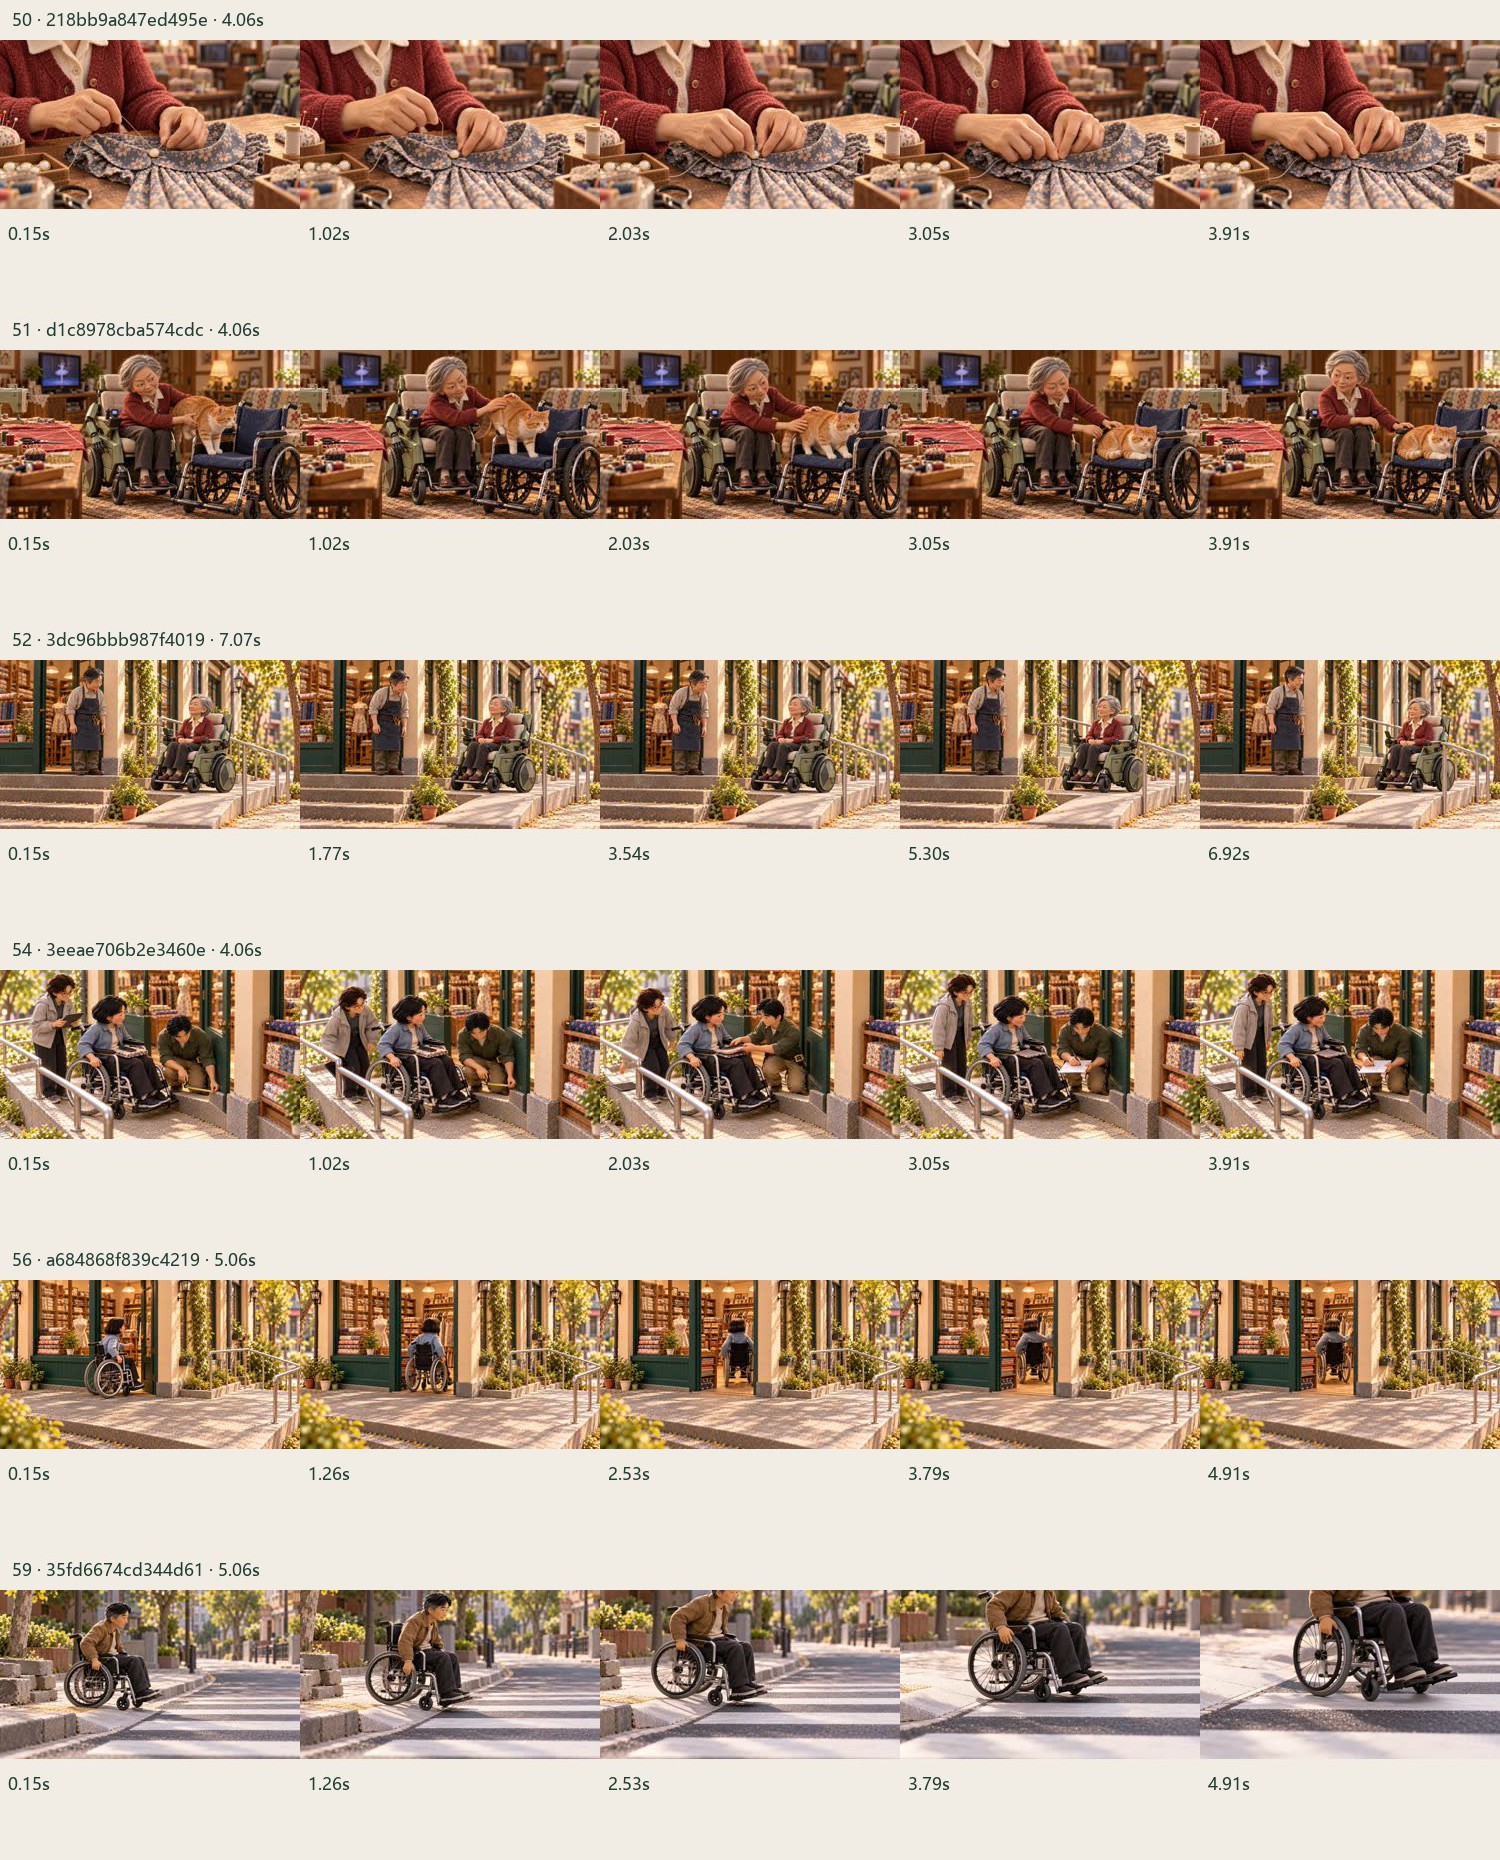 50 · 218bb9a847ed495e · 4.06s
0.15s 1.02s 2.03s 3.05s 3.91s
51 · d1c8978cba574cdc · 4.06s
0.15s 1.02s 2.03s 3.05s 3.91s
52 · 3dc96bbb987f4019 · 7.07s
0.15s 1.77s 3.54s 5.30s 6.92s
54 · 3eeae706b2e3460e · 4.06s
0.15s 1.02s 2.03s 3.05s 3.91s
56 · a684868f839c4219 · 5.06s
0.15s 1.26s 2.53s 3.79s 4.91s
59 · 35fd6674cd344d61 · 5.06s
0.15s 1.26s 2.53s 3.79s 4.91s